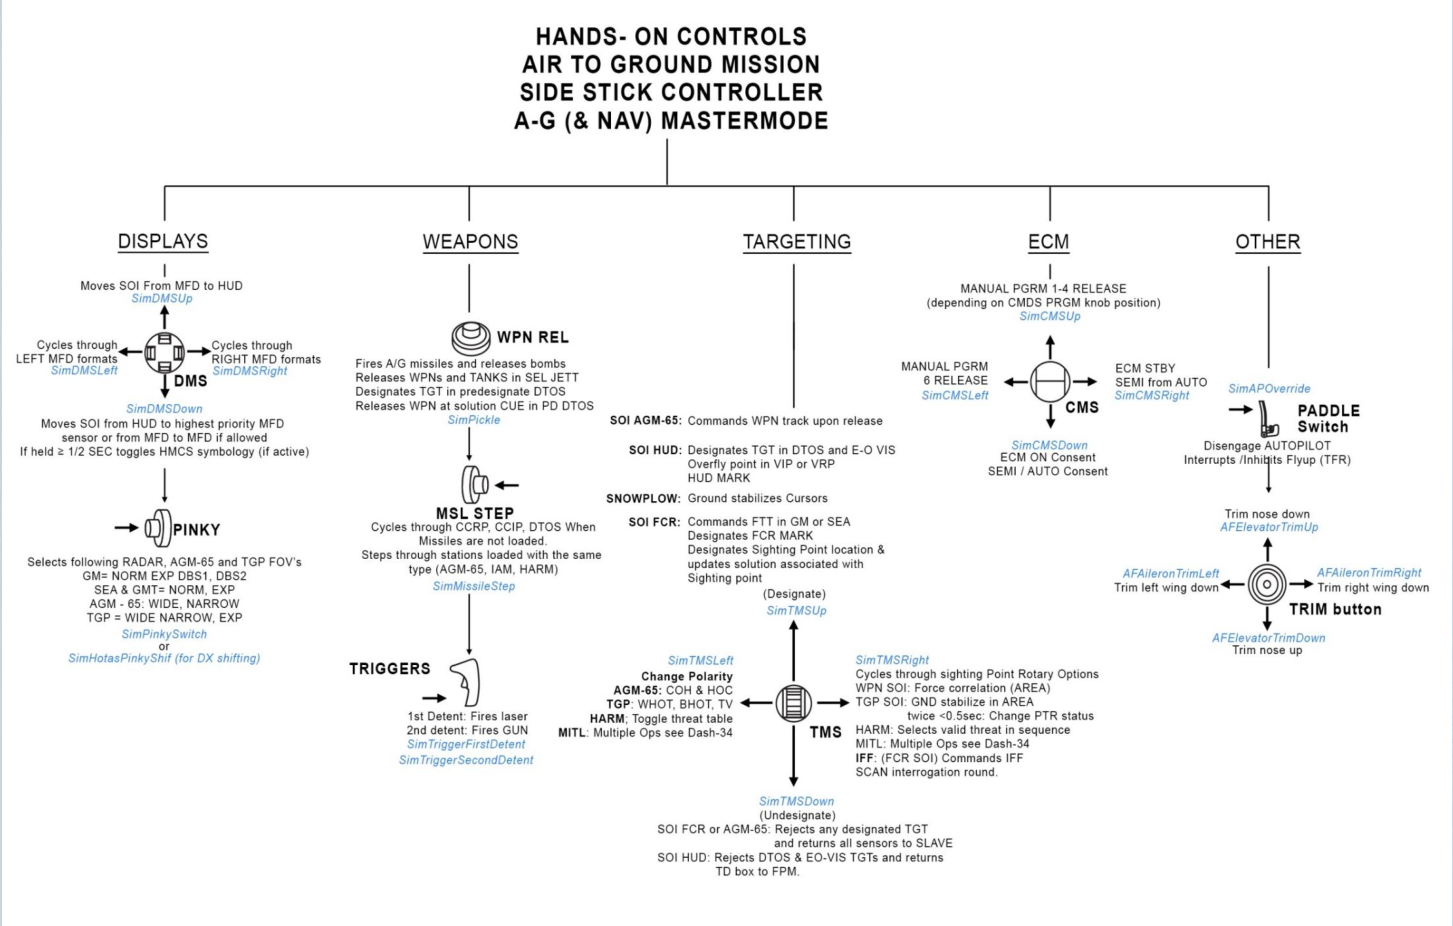 HANDS- ON CONTROLS
AIR TO GROUND MISSION
SIDE STICK CONTROLLER
A-G (& NAV) MASTERMODE
DISPLAYS
Moves SOI From MFD to HUD
SimDMSUp
Cycles through
LEFT MFD formats
SimDMSLeft
Cycles through
RIGHT MFD formats
SimDMSRight
DMS
SimDMSDown
Moves SOI from HUD to highest priority MFD
sensor or from MFD to MFD if allowed
If held ≥ 1/2 SEC toggles HMCS symbology (if active)
PINKY
Selects following RADAR, AGM-65 and TGP FOV's
GM= NORM EXP DBS1, DBS2
SEA & GMT= NORM, EXP
AGM - 65: WIDE, NARROW
TGP = WIDE NARROW, EXP
SimPinkySwitch
or
SimHotasPinkyShif (for DX shifting)
WEAPONS
WPN REL
Fires A/G missiles and releases bombs
Releases WPNs and TANKS in SEL JETT
Designates TGT in predesignate DTOS
Releases WPN at solution CUE in PD DTOS
SimPickle
MSL STEP
Cycles through CCRP, CCIP, DTOS When
Missiles are not loaded.
Steps through stations loaded with the same
type (AGM-65, IAM, HARM)
SimMissileStep
TRIGGERS
1st Detent: Fires laser
2nd detent: Fires GUN
SimTriggerFirstDetent
SimTriggerSecondDetent
TARGETING
SOI AGM-65: Commands WPN track upon release
SOI HUD: Designates TGT in DTOS and E-O VIS
Overfly point in VIP or VRP
HUD MARK
SNOWPLOW: Ground stabilizes Cursors
SOI FCR: Commands FTT in GM or SEA
Designates FCR MARK
Designates Sighting Point location &
updates solution associated with
Sighting point
(Designate)
SimTMSUp
SimTMSLeft
Change Polarity
AGM-65: COH & HOC
TGP: WHOT, BHOT, TV
HARM; Toggle threat table
MITL: Multiple Ops see Dash-34
TMS
SimTMSRight
Cycles through sighting Point Rotary Options
WPN SOI: Force correlation (AREA)
TGP SOI: GND stabilize in AREA
twice <0.5sec: Change PTR status
HARM: Selects valid threat in sequence
MITL: Multiple Ops see Dash-34
IFF: (FCR SOI) Commands IFF
SCAN interrogation round.
SimTMSDown
(Undesignate)
SOI FCR or AGM-65: Rejects any designated TGT
and returns all sensors to SLAVE
SOI HUD: Rejects DTOS & EO-VIS TGTs and returns
TD box to FPM.
ECM
MANUAL PGRM 1-4 RELEASE
(depending on CMDS PRGM knob position)
SimCMSUp
MANUAL PGRM
6 RELEASE
SimCMSLeft
ECM STBY
SEMI from AUTO
SimCMSRight
CMS
SimCMSDown
ECM ON Consent
SEMI / AUTO Consent
OTHER
SimAPOverride
PADDLE
Switch
Disengage AUTOPILOT
Interrupts /Inhibits Flyup (TFR)
Trim nose down
AFElevatorTrimUp
AFAileronTrimLeft
Trim left wing down
AFAileronTrimRight
Trim right wing down
TRIM button
AFElevatorTrimDown
Trim nose up